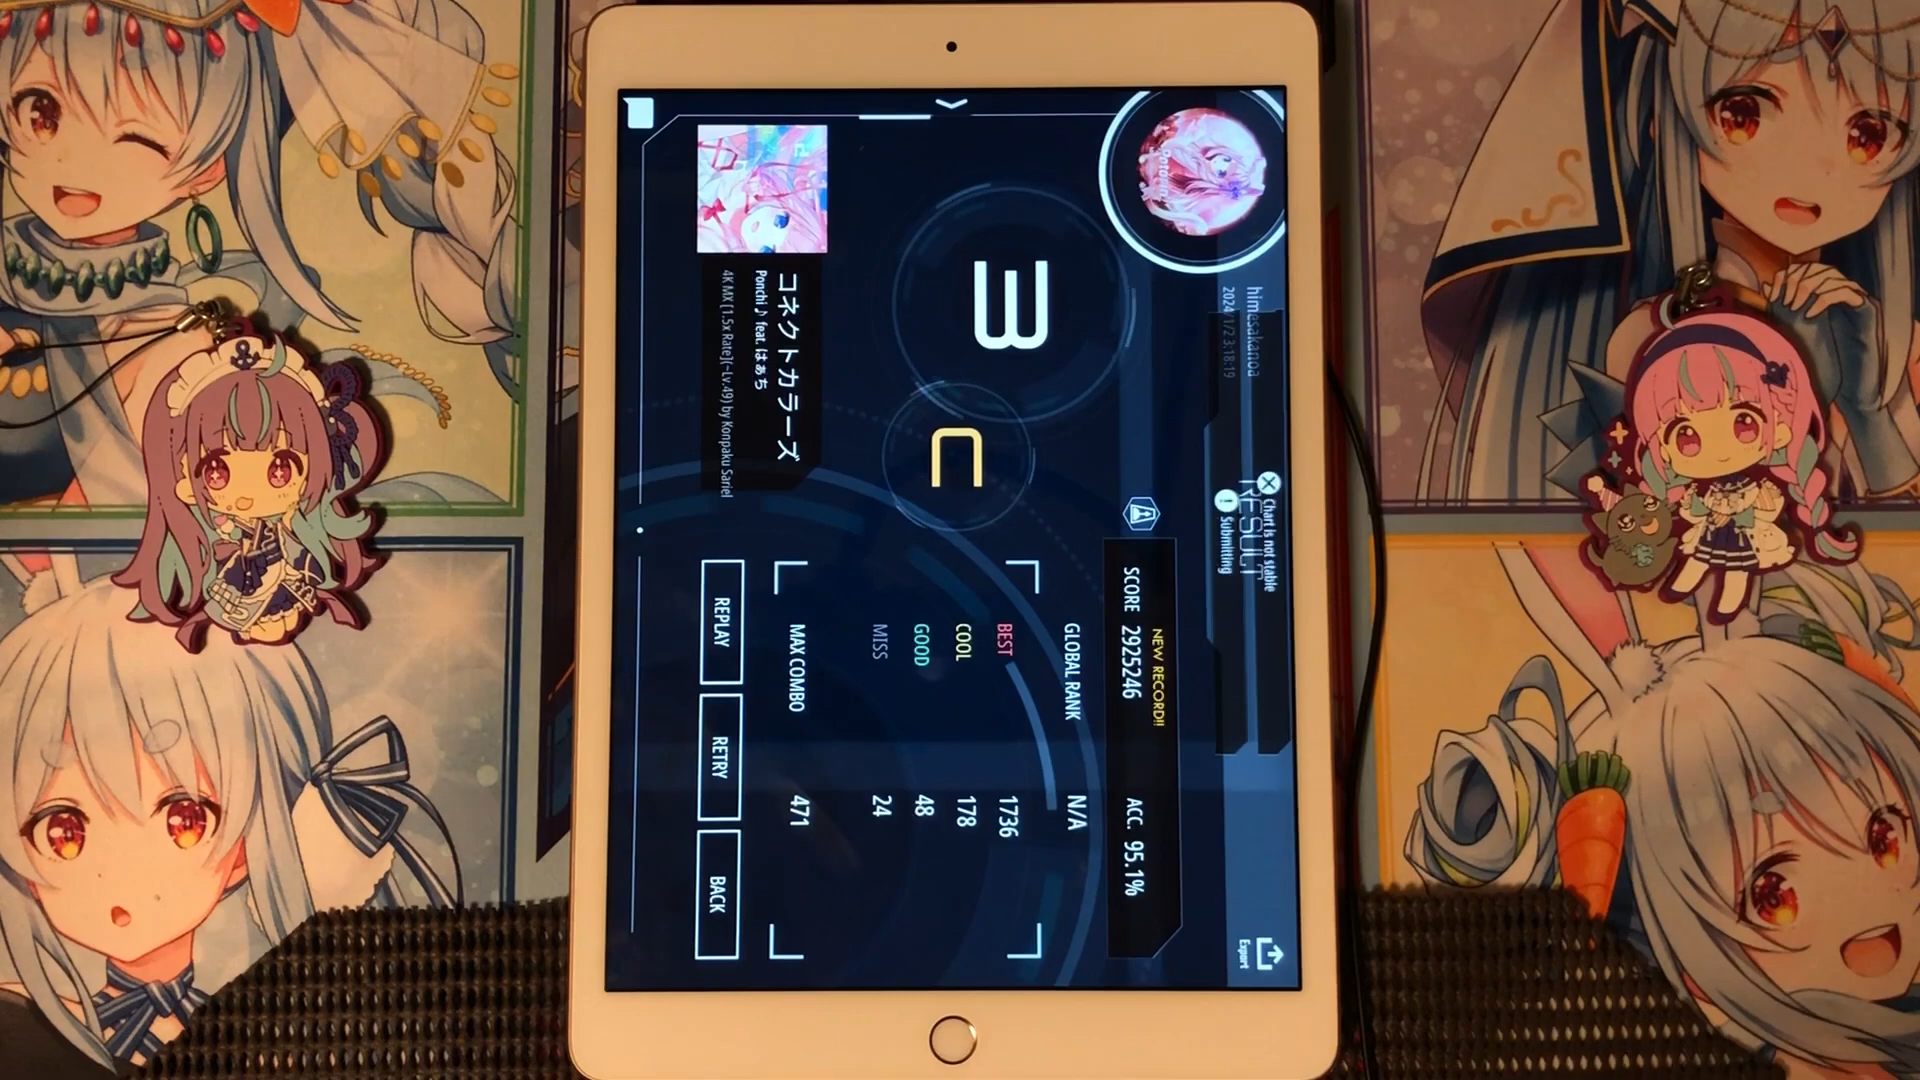 himesakanoa
2024/1/2 3:18:19
Chart is not stable
Submitting
RESULT
Export
M
C
NEW RECORD!!
SCORE 2925246
ACC. 95.1%
GLOBAL RANK N/A
BEST 1736
COOL 178
GOOD 48
MISS 24
MAX COMBO 471
コネクトカラーズ
Ponchi♪ feat. はぁち
4K MX [1.5x Rate](~Lv.49) by Konpaku Sariel
REPLAY
RETRY
BACK